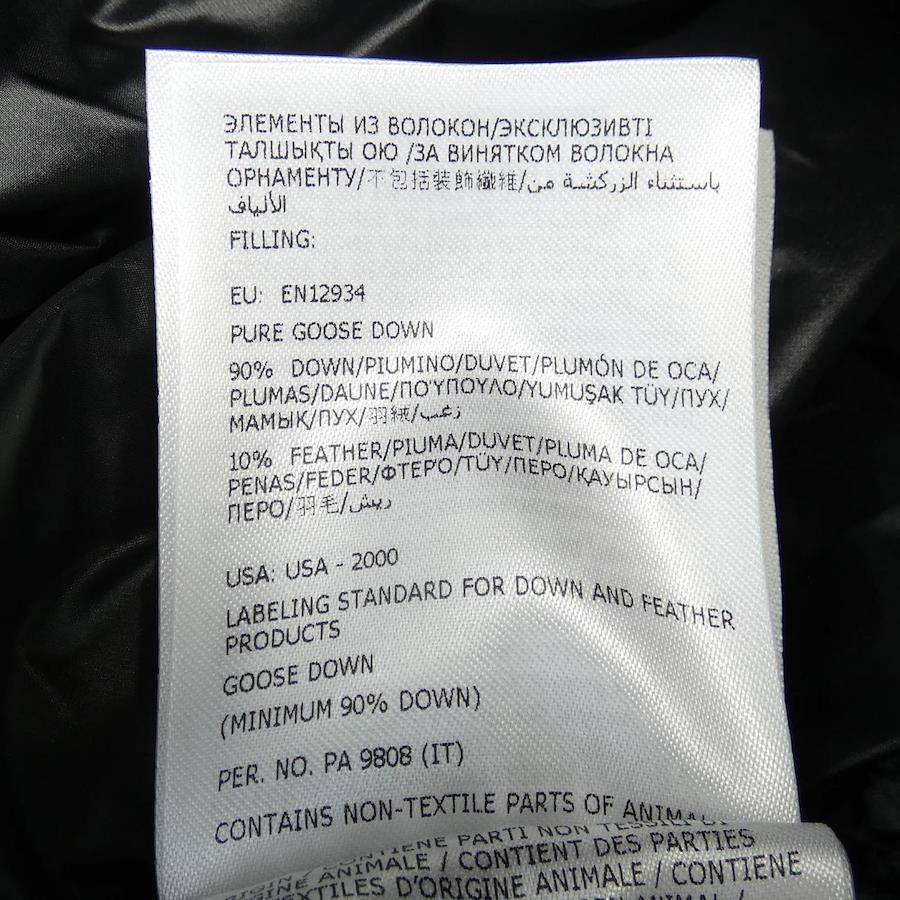 ЭЛЕМЕНТЫ ИЗ ВОЛОКОН/ЭКСКЛЮЗИВТІ
ТАЛШЫҚТЫ ОЮ /ЗА ВИНЯТКОМ ВОЛОКНА
ОРНАМЕНТУ/不包括裝飾纖維/باستثناء الزركشة من
الألياف
FILLING:
EU: EN12934
PURE GOOSE DOWN
90% DOWN/PIUMINO/DUVET/PLUMÓN DE OCA/
PLUMAS/DAUNE/ΠΟΎΠΟΥΛΟ/YUMUŞAK TÜY/ПУХ/
МАМЫҚ/ПУХ/羽絨/زغب
10% FEATHER/PIUMA/DUVET/PLUMA DE OCA/
PENAS/FEDER/ΦΤΕΡΟ/TÜY/ПЕРО/ҚАУЫРСЫН/
ПЕРО/羽毛/ريش
USA: USA - 2000
LABELING STANDARD FOR DOWN AND FEATHER
PRODUCTS
GOOSE DOWN
(MINIMUM 90% DOWN)
PER. NO. PA 9808 (IT)
CONTAINS NON-TEXTILE PARTS OF ANIMAL
PARTI NON TESSILI
ANIMALE / CONTIENT DES PARTIES
D'ORIGINE ANIMALE / CONTIENE